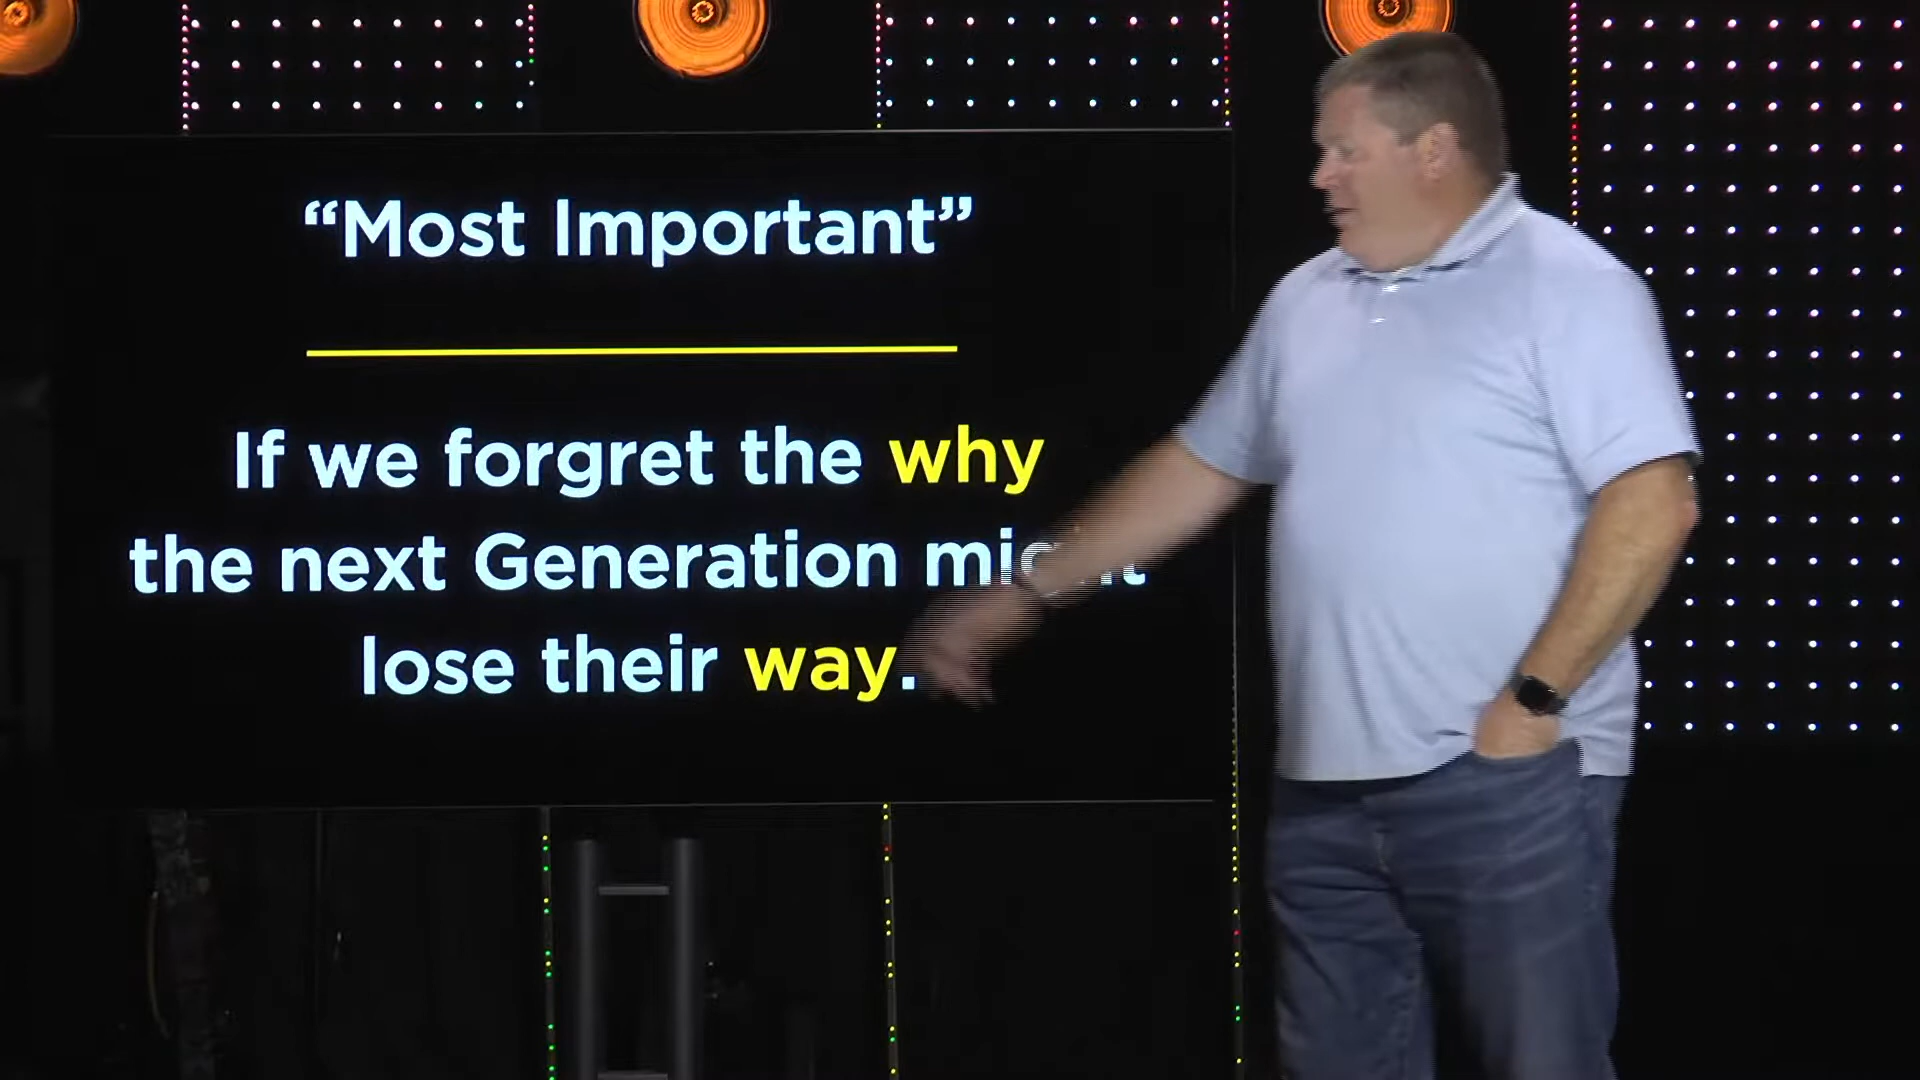 “Most Important”
If we forgret the why
the next Generation
lose their way.